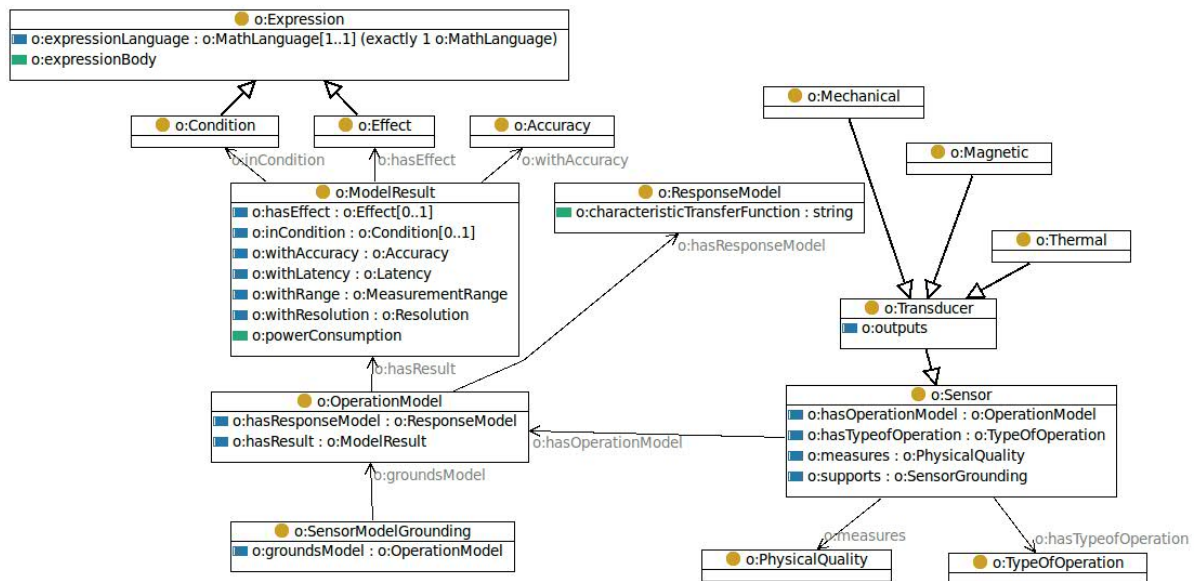 o:Expression
o:expressionLanguage : o:MathLanguage[1..1] (exactly 1 o:MathLanguage)
o:expressionBody
o:Mechanical
o:Condition
o:Effect
o:Accuracy
o:inCondition
o:hasEffect
o:withAccuracy
o:Magnetic
o:ModelResult
o:hasEffect : o:Effect[0..1]
o:inCondition : o:Condition[0..1]
o:withAccuracy : o:Accuracy
o:withLatency : o:Latency
o:withRange : o:MeasurementRange
o:withResolution : o:Resolution
o:powerConsumption
o:ResponseModel
o:characteristicTransferFunction : string
o:hasResponseModel
o:Thermal
o:Transducer
o:outputs
o:hasResult
o:OperationModel
o:hasResponseModel : o:ResponseModel
o:hasResult : o:ModelResult
o:hasOperationModel
o:Sensor
o:hasOperationModel : o:OperationModel
o:hasTypeofOperation : o:TypeOfOperation
o:measures : o:PhysicalQuality
o:supports : o:SensorGrounding
o:groundsModel
o:SensorModelGrounding
o:groundsModel : o:OperationModel
o:measures
o:hasTypeofOperation
o:PhysicalQuality
o:TypeOfOperation